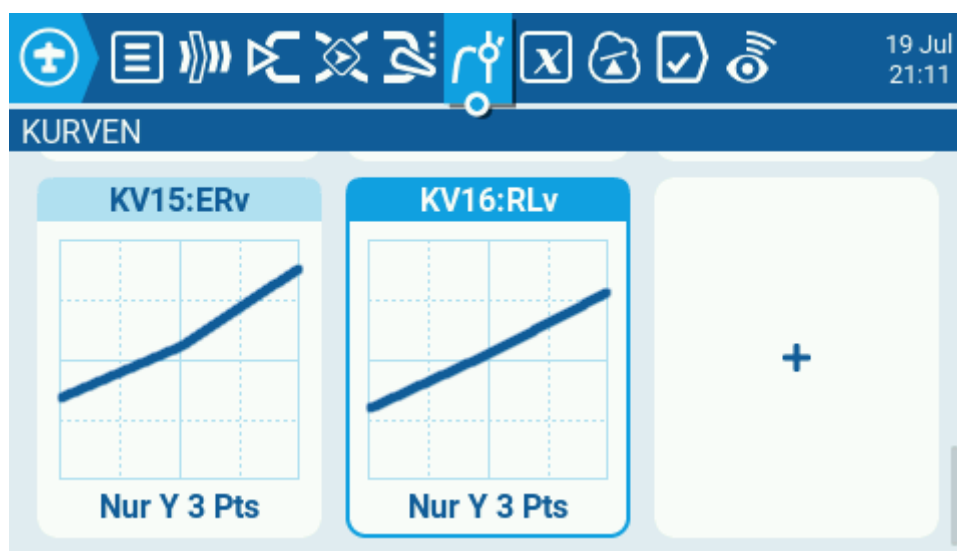 19 Jul
21:11
KURVEN
KV15:ERv
KV16:RLv
+
Nur Y 3 Pts
Nur Y 3 Pts